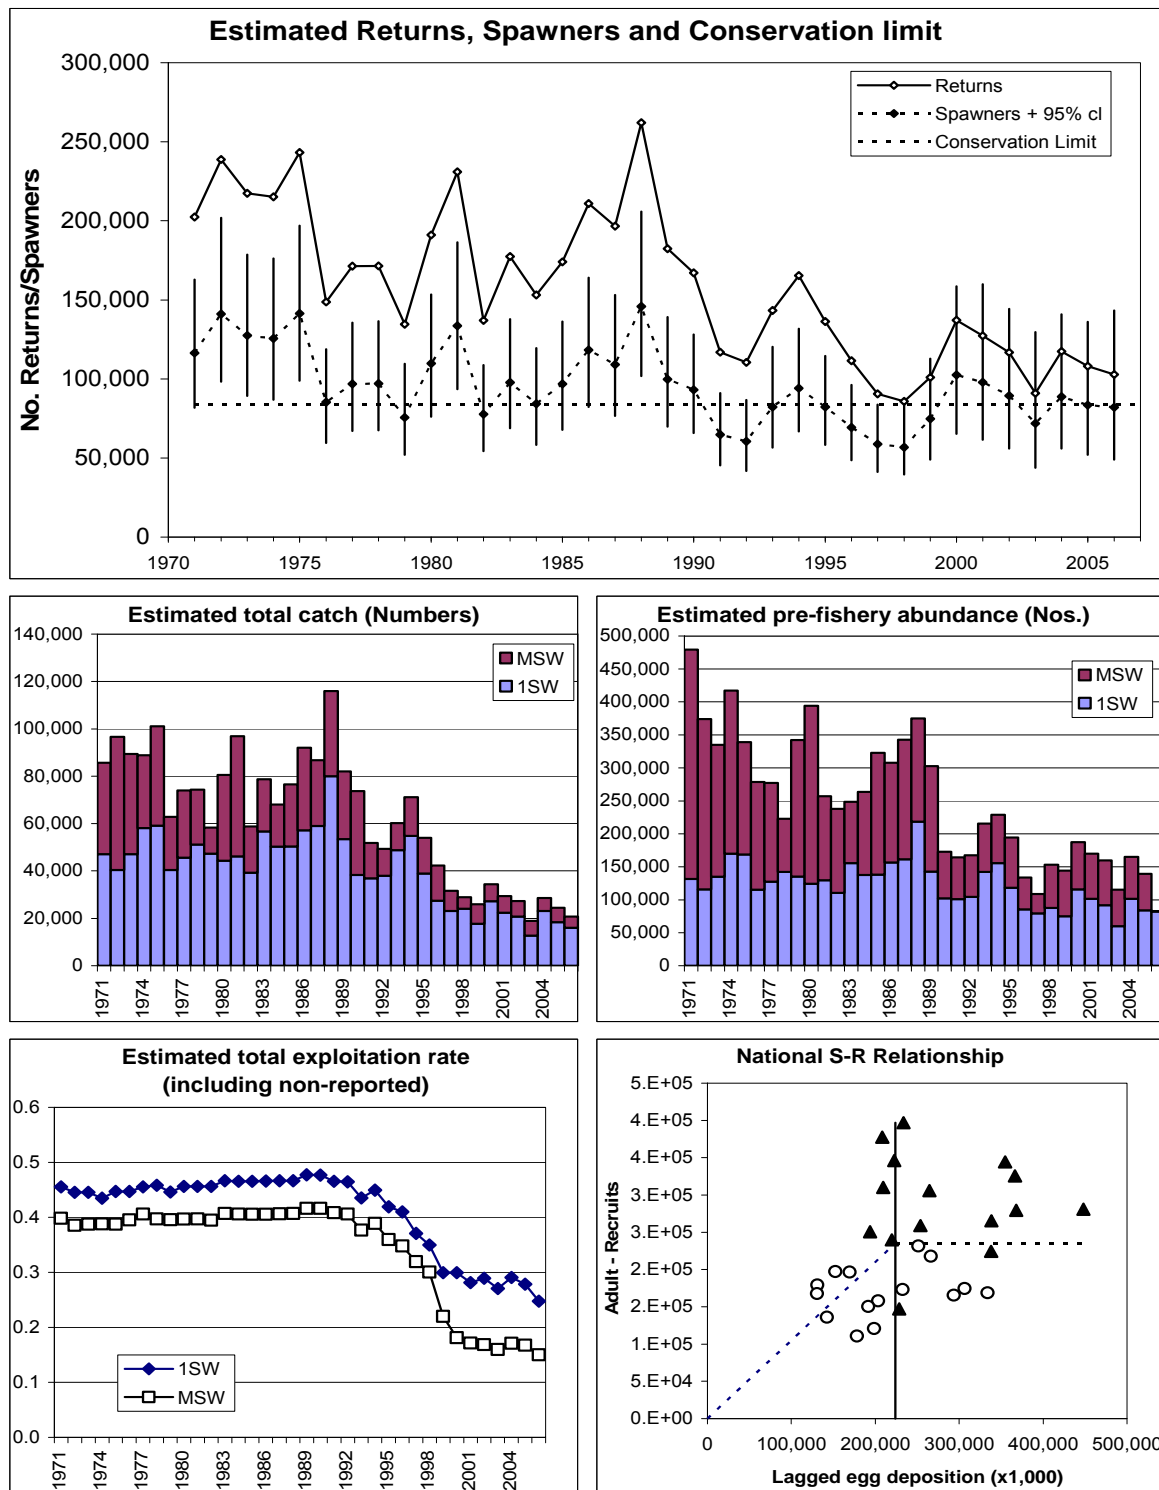 Estimated Returns, Spawners and Conservation limit
300,000
250,000
200,000
150,000
100,000
50,000
0
No. Returns/Spawners
Returns
Spawners + 95% cl
Conservation Limit
1970 1975 1980 1985 1990 1995 2000 2005
Estimated total catch (Numbers)
140,000
120,000
100,000
80,000
60,000
40,000
20,000
0
MSW
1SW
1971 1974 1977 1980 1983 1986 1989 1992 1995 1998 2001 2004
Estimated pre-fishery abundance (Nos.)
500,000
450,000
400,000
350,000
300,000
250,000
200,000
150,000
100,000
50,000
0
MSW
1SW
1971 1974 1977 1980 1983 1986 1989 1992 1995 1998 2001 2004
Estimated total exploitation rate
(including non-reported)
0.6
0.5
0.4
0.3
0.2
0.1
0.0
1SW
MSW
1971 1974 1977 1980 1983 1986 1989 1992 1995 1998 2001 2004
National S-R Relationship
5.E+05
4.E+05
4.E+05
3.E+05
3.E+05
2.E+05
2.E+05
1.E+05
5.E+04
0.E+00
Adult - Recruits
0 100,000 200,000 300,000 400,000 500,000
Lagged egg deposition (x1,000)